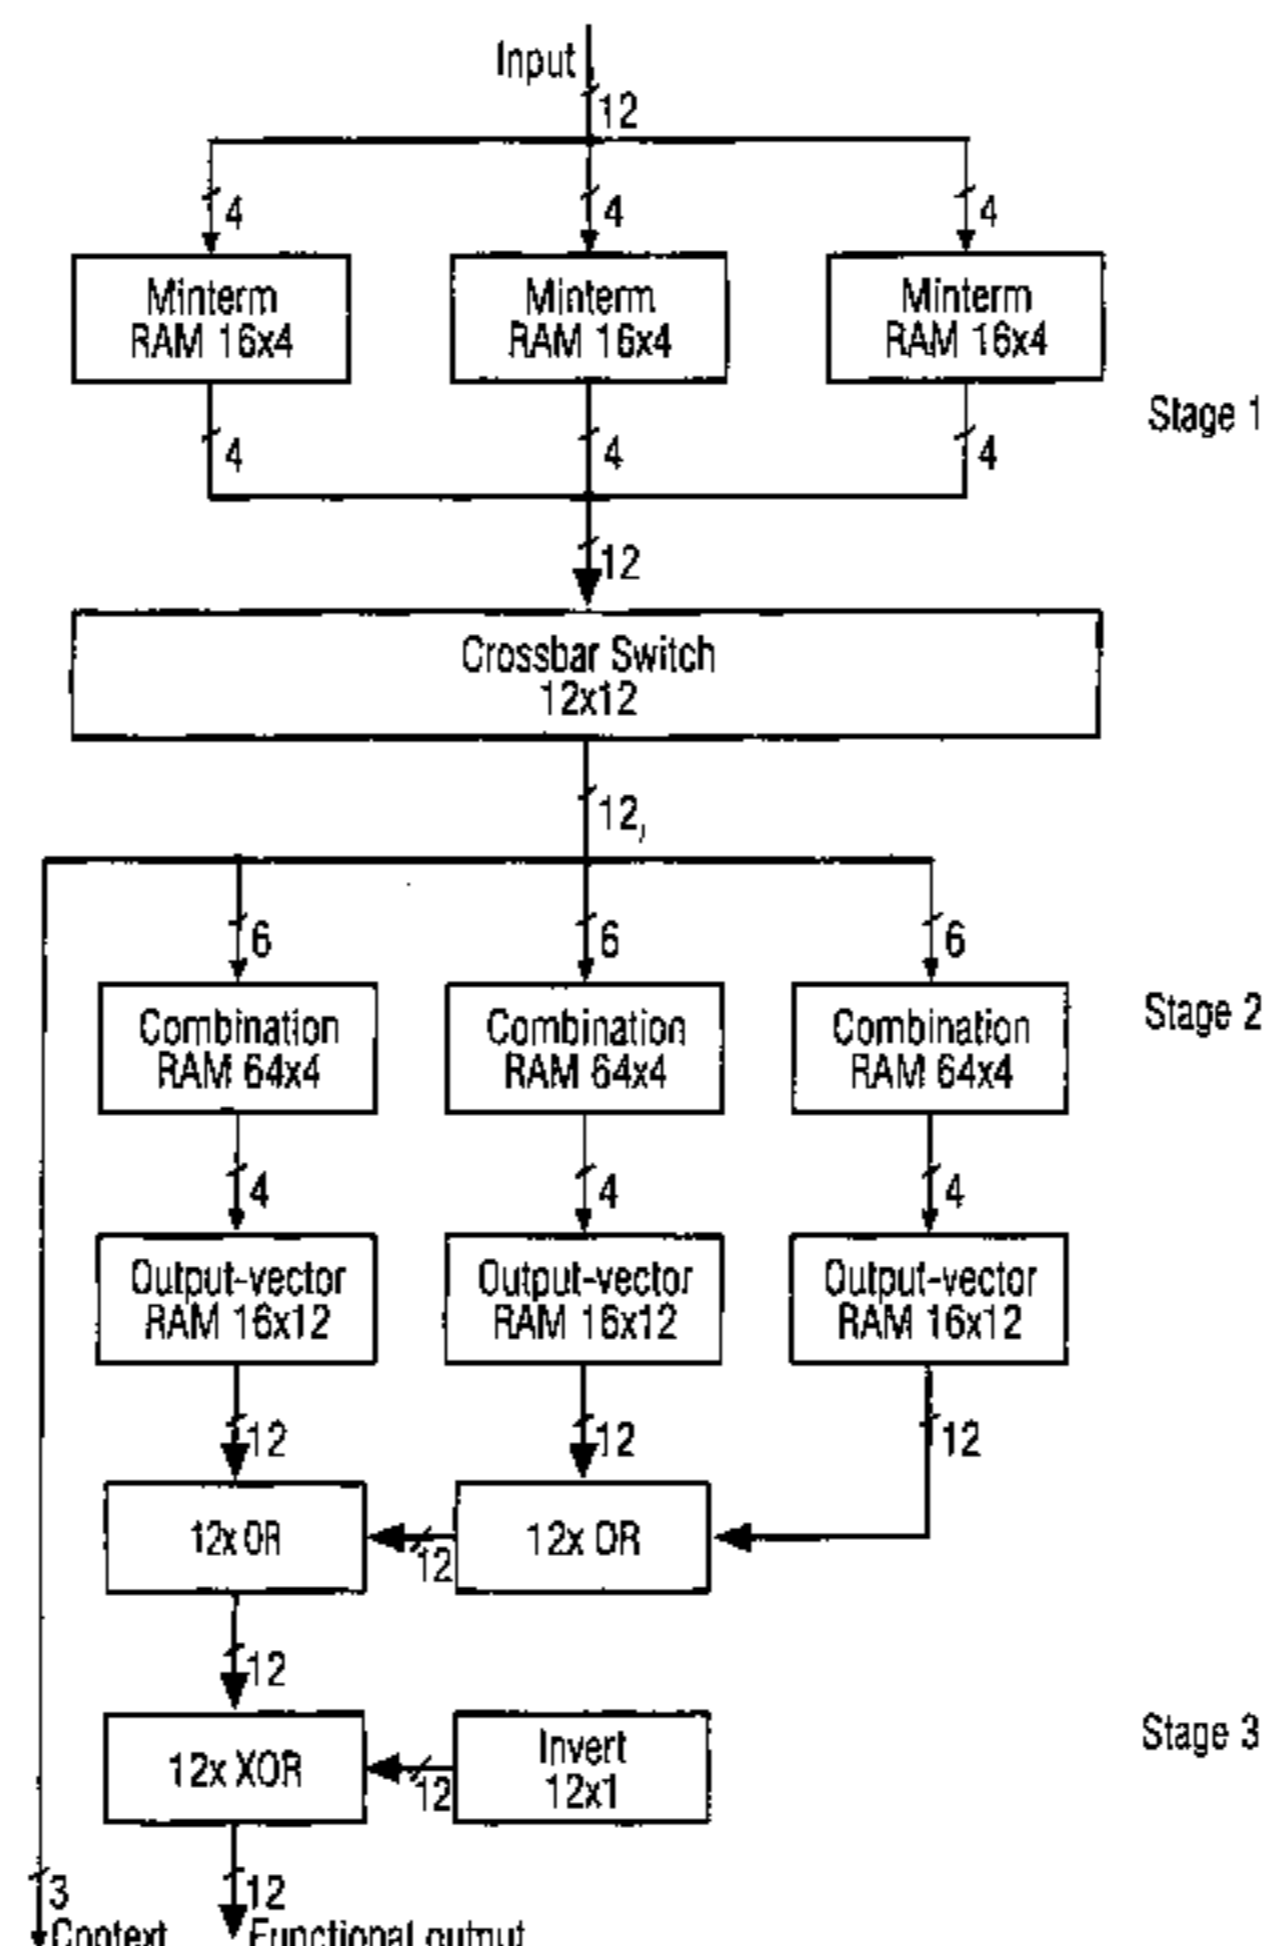 Input
12
4
4
4
Minterm
RAM 16x4
Minterm
RAM 16x4
Minterm
RAM 16x4
Stage 1
4
4
4
12
Crossbar Switch
12x12
12,
6
6
6
Combination
RAM 64x4
Combination
RAM 64x4
Combination
RAM 64x4
Stage 2
4
4
4
Output-vector
RAM 16x12
Output-vector
RAM 16x12
Output-vector
RAM 16x12
12
12
12
12x OR
12
12x OR
12
12x XOR
12
Invert
12x1
Stage 3
3
12
Context
Functional output